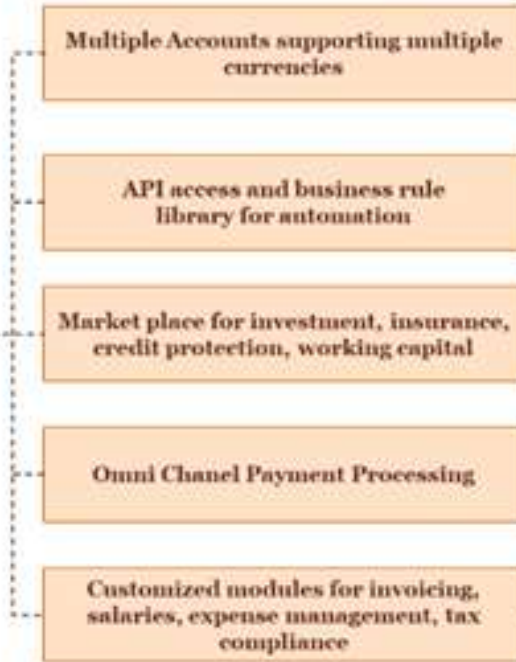 Multiple Accounts supporting multiple
currencies
API access and business rule
library for automation
Market place for investment, insurance,
credit protection, working capital
Omni Chanel Payment Processing
Customized modules for invoicing,
salaries, expense management, tax
compliance